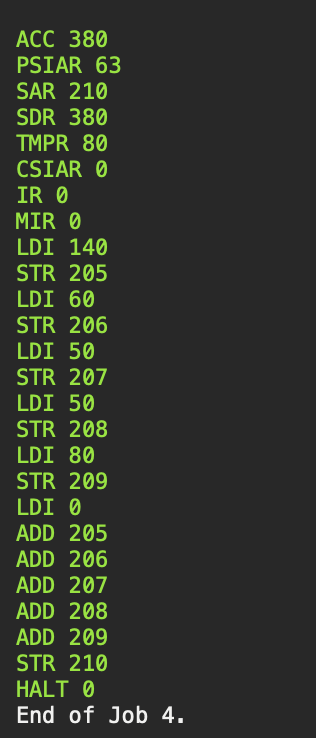 ACC 380
PSIAR 63
SAR 210
SDR 380
TMPR 80
CSIAR 0
IR 0
MIR 0
LDI 140
STR 205
LDI 60
STR 206
LDI 50
STR 207
LDI 50
STR 208
LDI 80
STR 209
LDI 0
ADD 205
ADD 206
ADD 207
ADD 208
ADD 209
STR 210
HALT 0
End of Job 4.